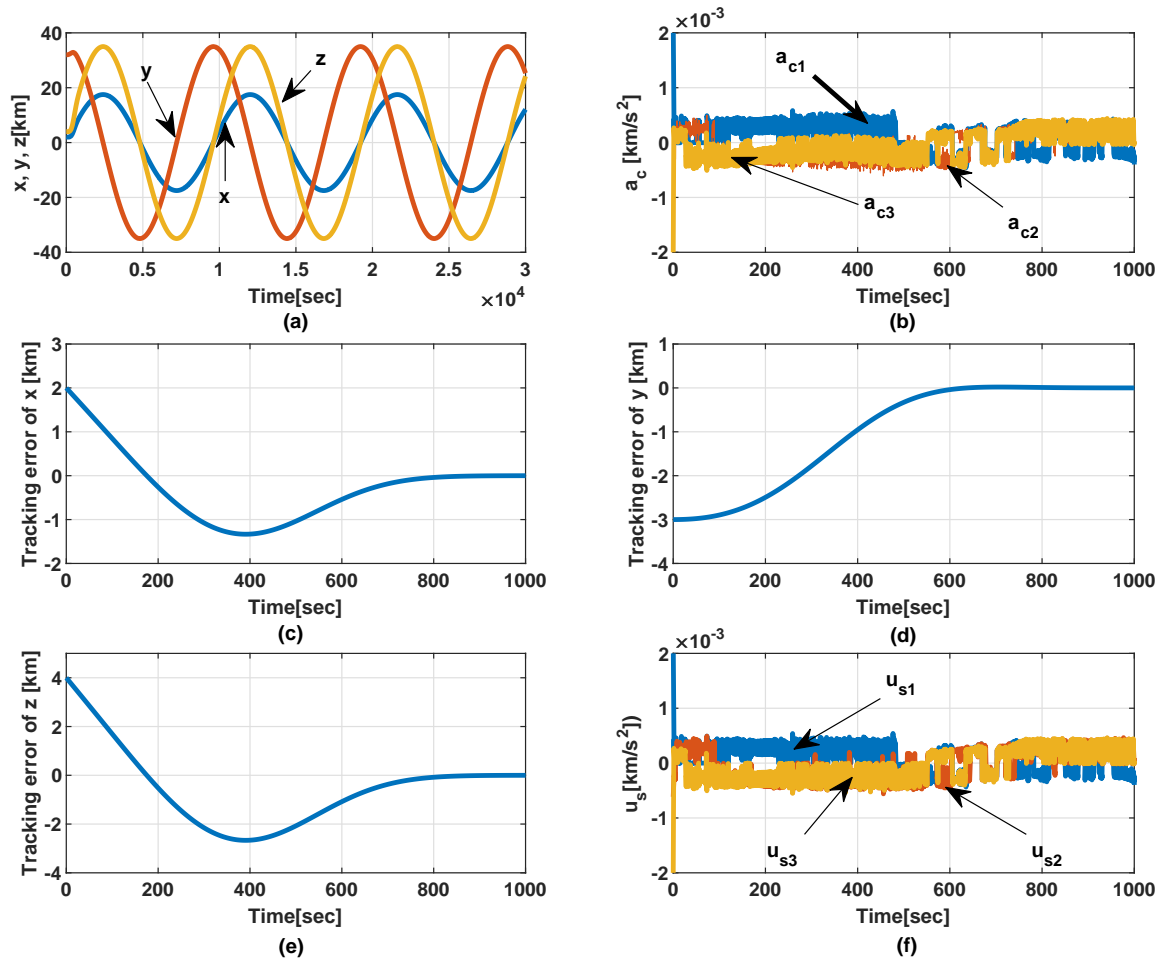 40
20
0
-20
-40
x, y, z[km]
y
z
x
0 0.5 1 1.5 2 2.5 3
×10^4
Time[sec]
(a)
×10^-3
2
1
0
-1
-2
a_c [km/s^2]
a_c1
a_c3
a_c2
0 200 400 600 800 1000
Time[sec]
(b)
3
2
1
0
-1
-2
Tracking error of x [km]
0 200 400 600 800 1000
Time[sec]
(c)
1
0
-1
-2
-3
-4
Tracking error of y [km]
0 200 400 600 800 1000
Time[sec]
(d)
4
2
0
-2
-4
Tracking error of z [km]
0 200 400 600 800 1000
Time[sec]
(e)
×10^-3
2
1
0
-1
-2
u_s[km/s^2])
u_s1
u_s3
u_s2
0 200 400 600 800 1000
Time[sec]
(f)